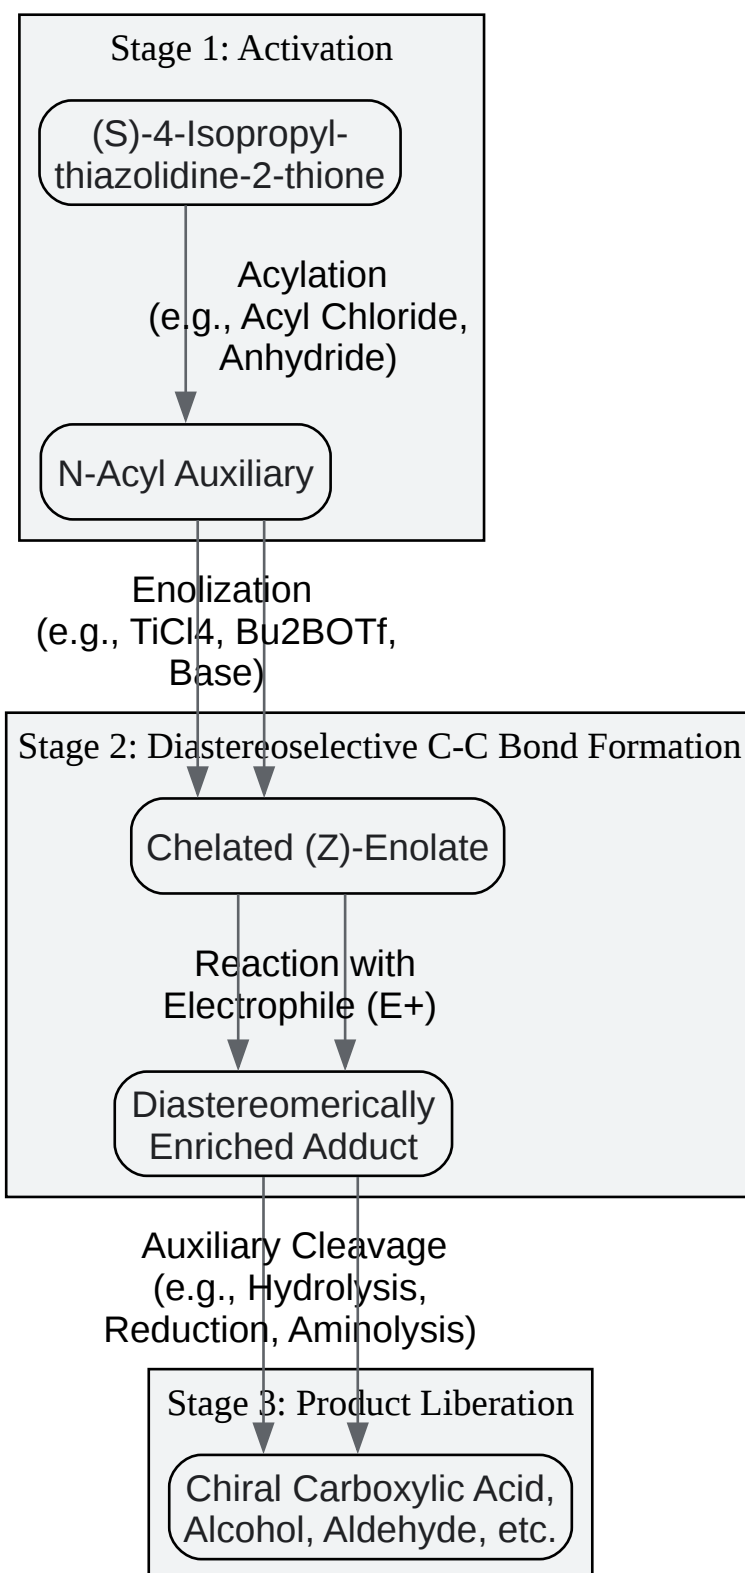 Stage 1: Activation
(S)-4-Isopropyl-
thiazolidine-2-thione
Acylation
(e.g., Acyl Chloride,
Anhydride)
N-Acyl Auxiliary
Enolization
(e.g., TiCl4, Bu2BOTf,
Base)
Stage 2: Diastereoselective C-C Bond Formation
Chelated (Z)-Enolate
Reaction with
Electrophile (E+)
Diastereomerically
Enriched Adduct
Auxiliary Cleavage
(e.g., Hydrolysis,
Reduction, Aminolysis)
Stage 3: Product Liberation
Chiral Carboxylic Acid,
Alcohol, Aldehyde, etc.